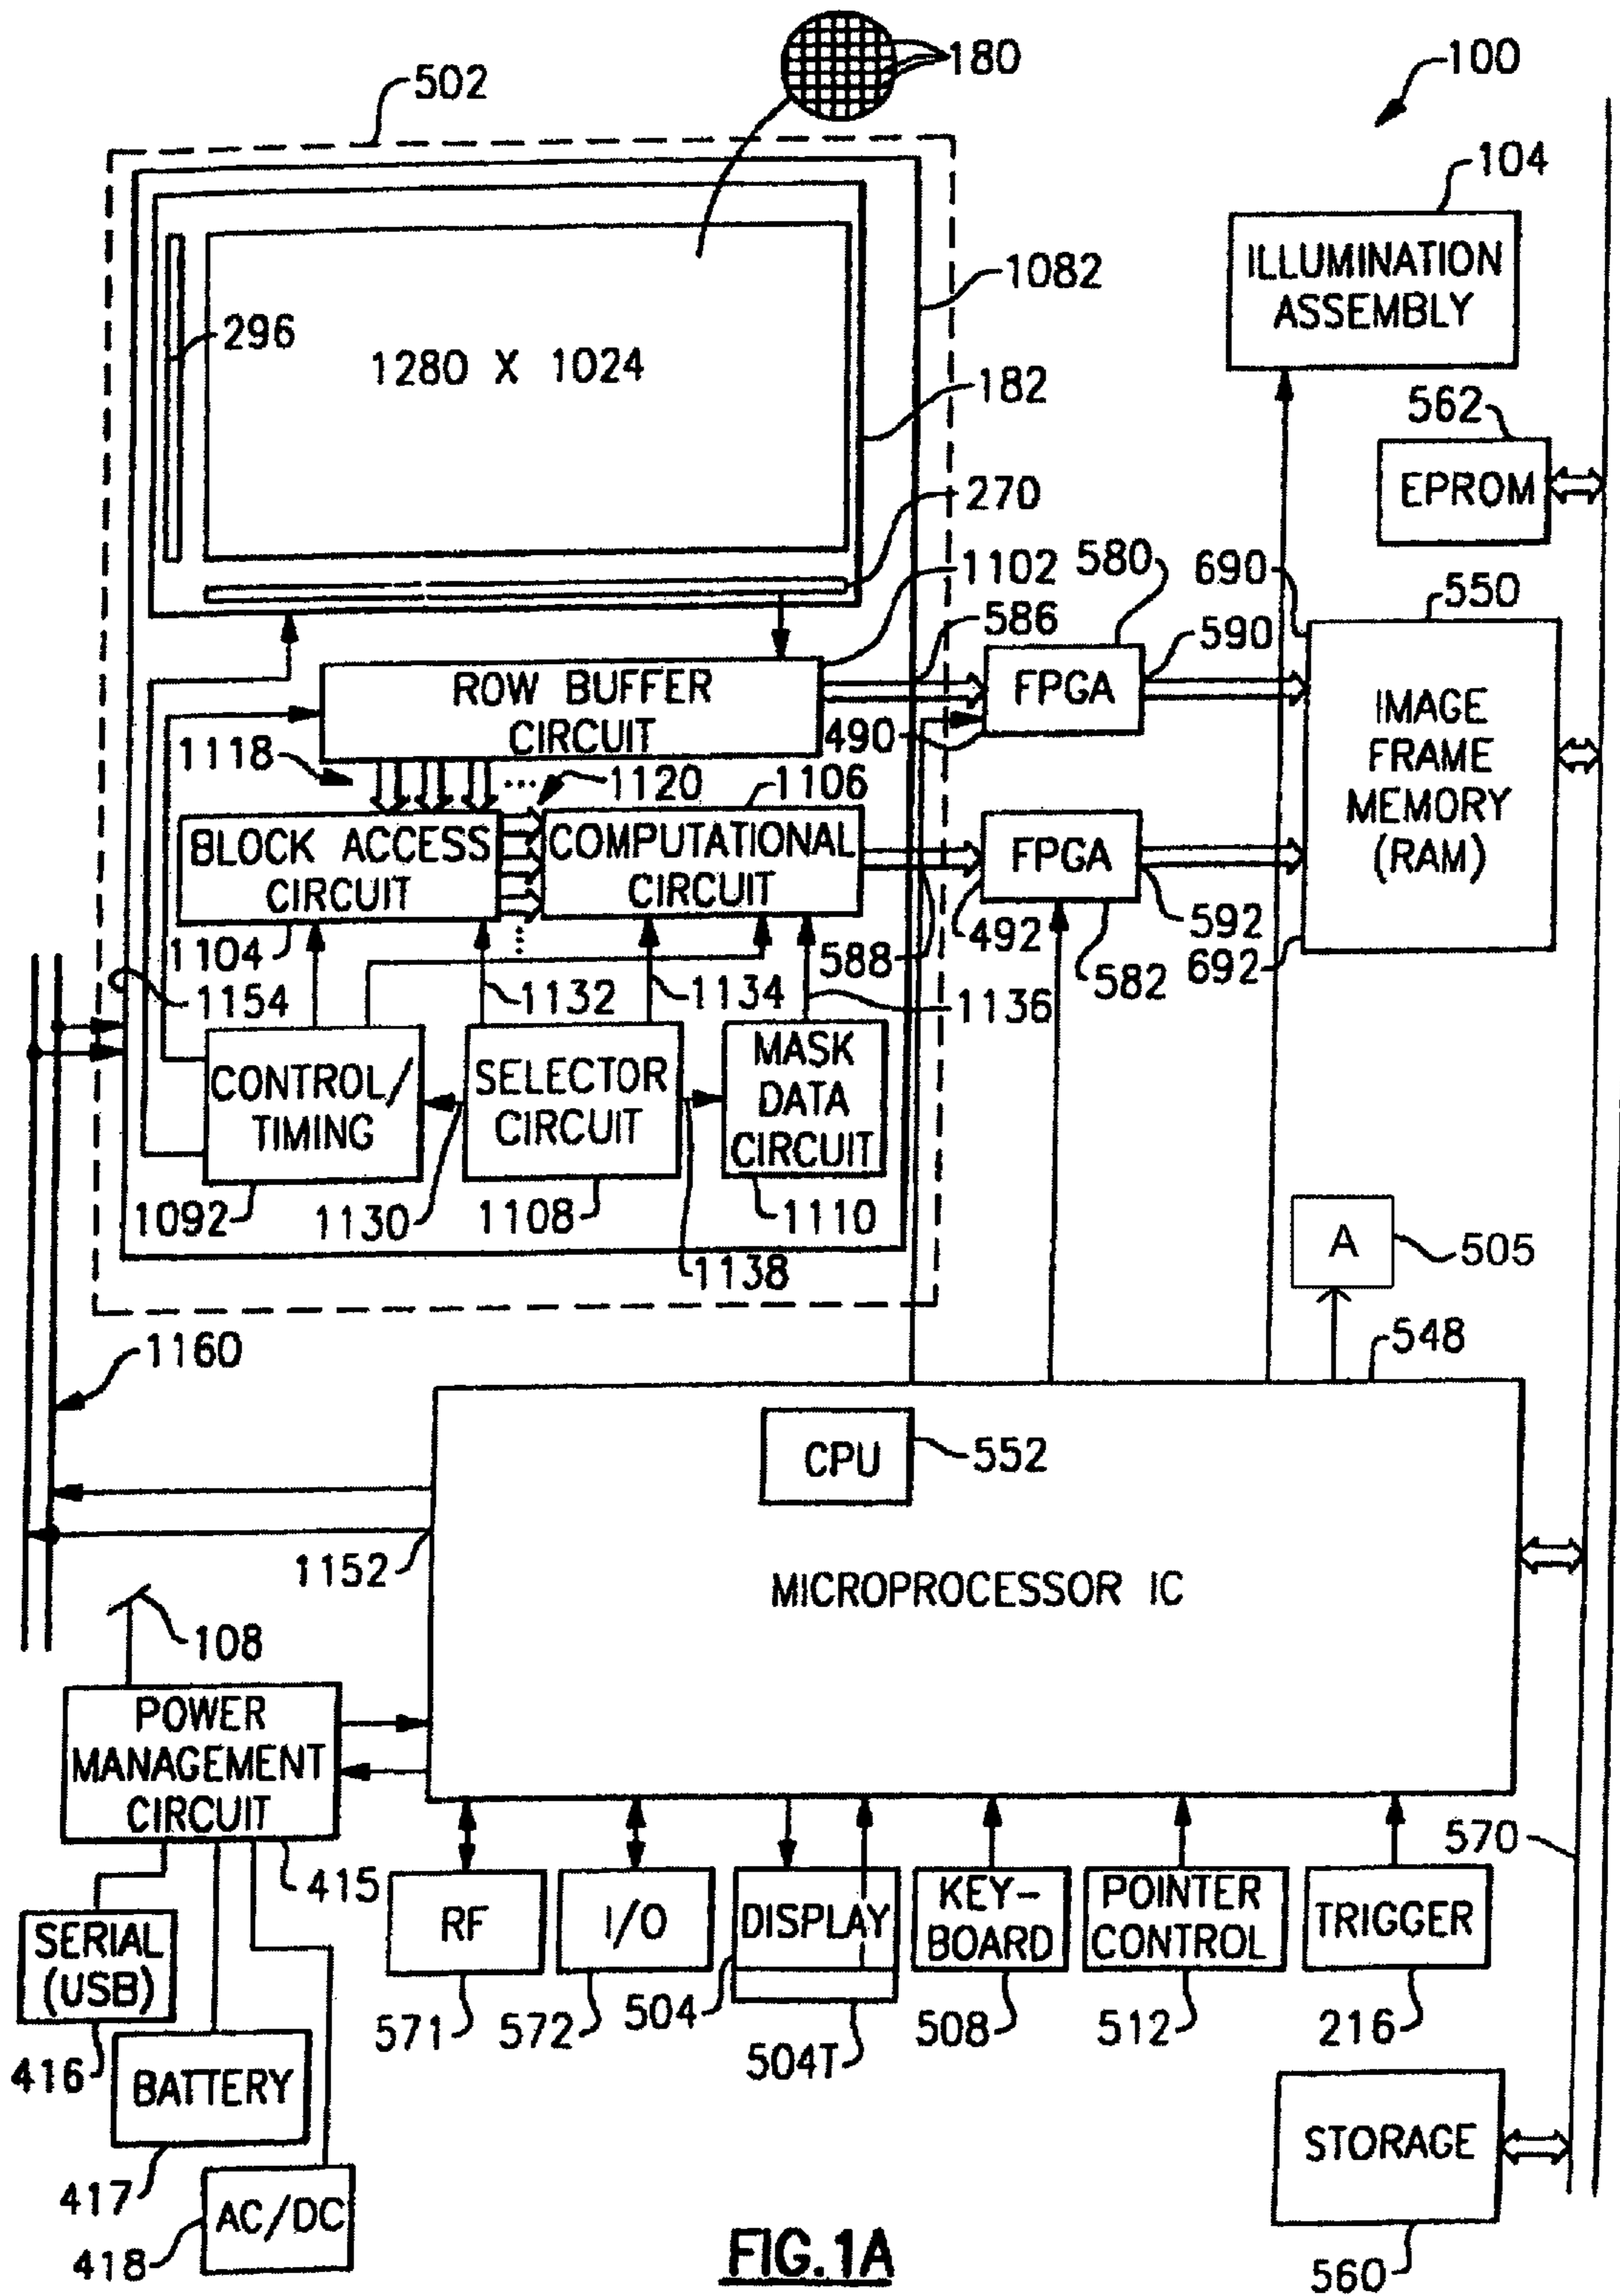 180
100
502
104
ILLUMINATION
ASSEMBLY
1082
296
1280 X 1024
182
562
EPROM
270
1102
580
690
550
586
590
ROW BUFFER
CIRCUIT
FPGA
IMAGE
FRAME
MEMORY
(RAM)
490
1118
1120
1106
BLOCK ACCESS
CIRCUIT
COMPUTATIONAL
CIRCUIT
FPGA
1104
588
492
592
582
692
1154
1132
1134
1136
CONTROL/
TIMING
SELECTOR
CIRCUIT
MASK
DATA
CIRCUIT
1092
1130
1108
1110
1138
A
505
1160
548
CPU
552
1152
MICROPROCESSOR IC
108
POWER
MANAGEMENT
CIRCUIT
415
570
SERIAL
(USB)
RF
I/O
DISPLAY
KEY-
BOARD
POINTER
CONTROL
TRIGGER
416
571
572
504
504T
508
512
216
BATTERY
417
STORAGE
AC/DC
418
560
FIG.1A